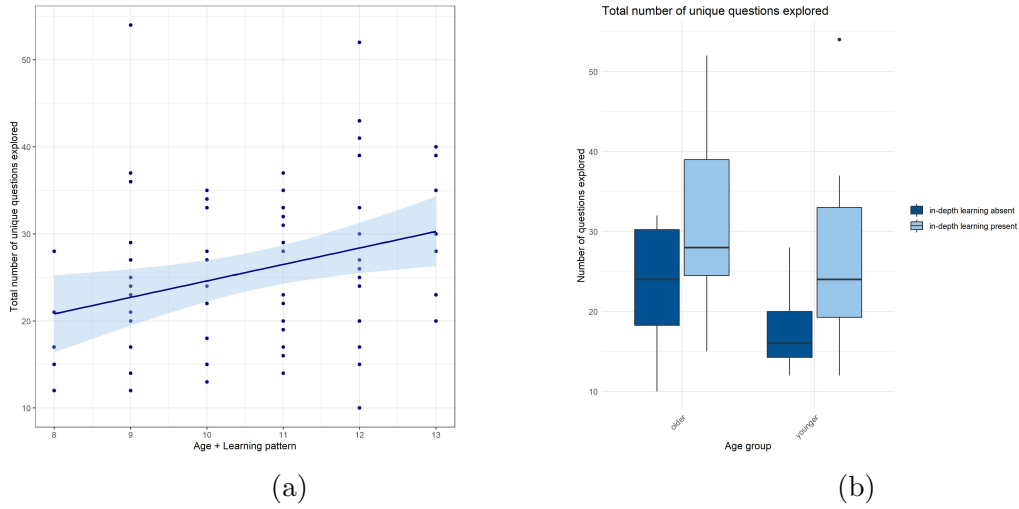 Total number of unique questions explored
50
40
30
20
10
8 9 10 11 12 13
Age + Learning pattern
(a)
Total number of unique questions explored
Number of questions explored
50
40
30
20
10
older younger
Age group
in-depth learning absent
in-depth learning present
(b)